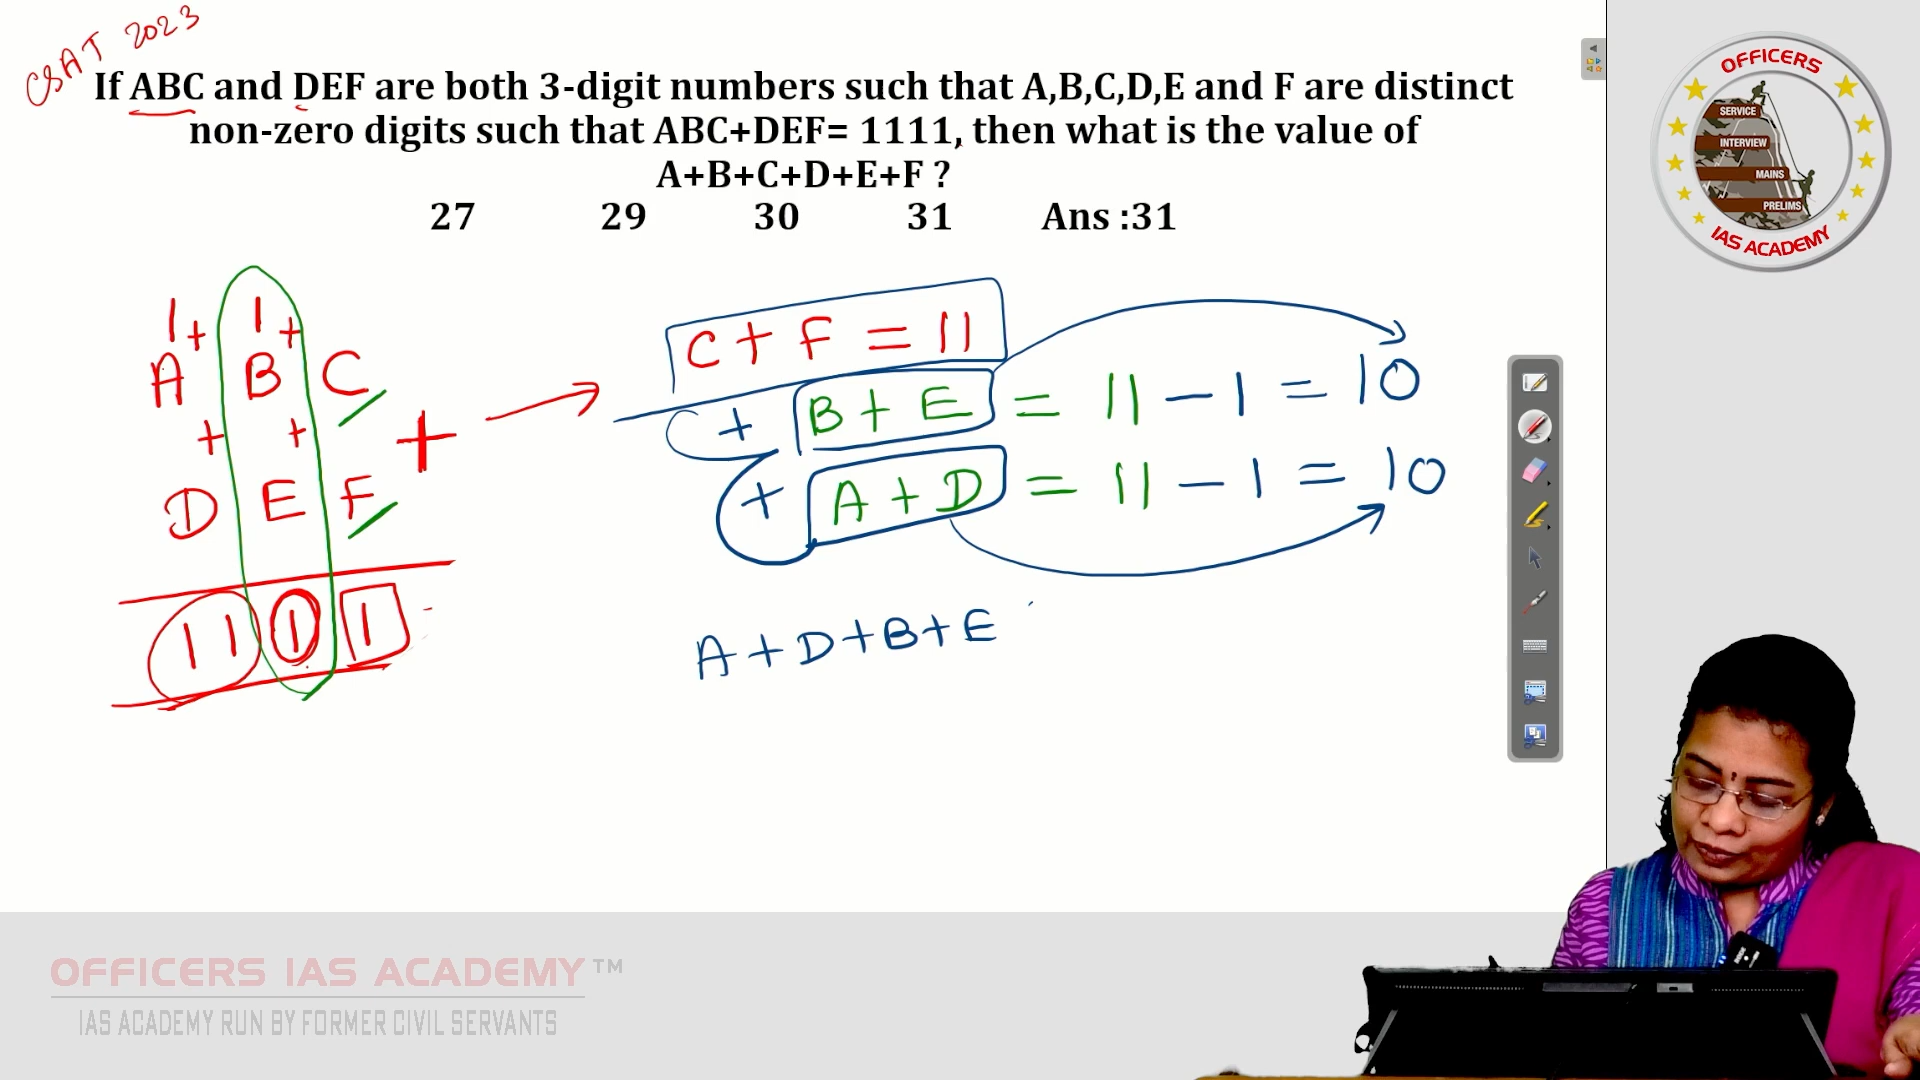 CSAT 2023
If ABC and DEF are both 3-digit numbers such that A,B,C,D,E and F are distinct
non-zero digits such that ABC+DEF= 1111, then what is the value of
A+B+C+D+E+F ?
27 29 30 31 Ans :31
1+ 1+
A B C
+ + +
D E F
1 1 1 1
C + F = 11
+ B + E = 11 - 1 = 10
+ A + D = 11 - 1 = 10
A + D + B + E
OFFICERS
SERVICE
INTERVIEW
MAINS
PRELIMS
IAS ACADEMY
OFFICERS IAS ACADEMY™
IAS ACADEMY RUN BY FORMER CIVIL SERVANTS